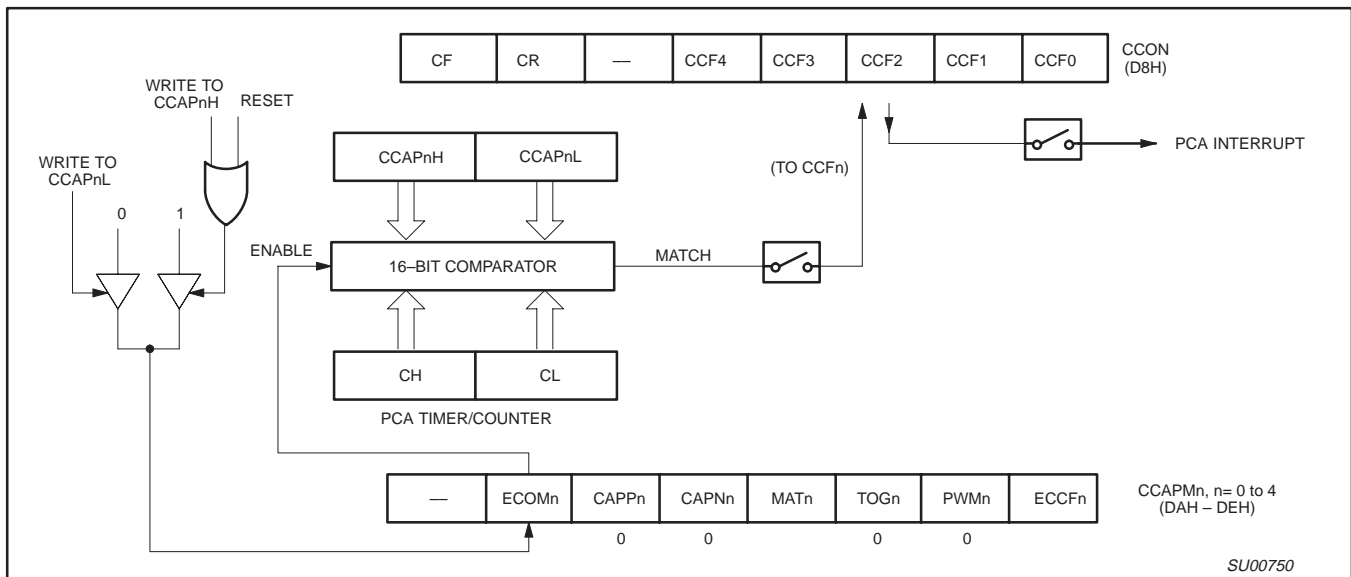 CF CR — CCF4 CCF3 CCF2 CCF1 CCF0
CCON
(D8H)
WRITE TO
CCAPnH
RESET
WRITE TO
CCAPnL
0 1
CCAPnH CCAPnL
(TO CCFn)
PCA INTERRUPT
ENABLE
16–BIT COMPARATOR
MATCH
CH CL
PCA TIMER/COUNTER
— ECOMn CAPPn CAPNn MATn TOGn PWMn ECCFn
CCAPMn, n= 0 to 4
(DAH – DEH)
0 0 0 0
SU00750